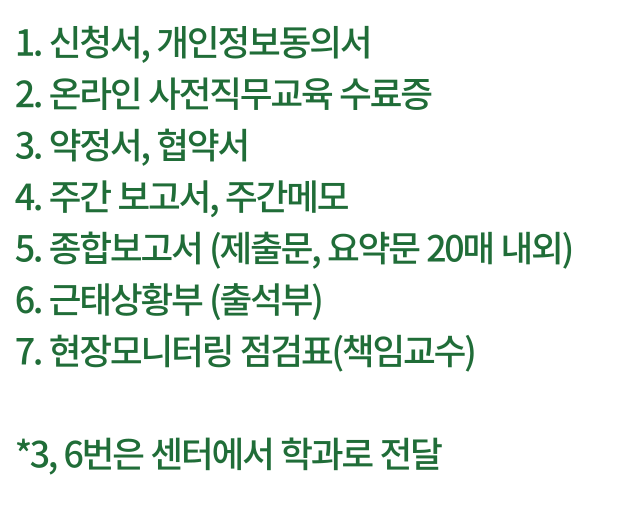 1. 신청서, 개인정보동의서
2. 온라인 사전직무교육 수료증
3. 약정서, 협약서
4. 주간 보고서, 주간메모
5. 종합보고서 (제출문, 요약문 20매 내외)
6. 근태상황부 (출석부)
7. 현장모니터링 점검표(책임교수)
*3, 6번은 센터에서 학과로 전달